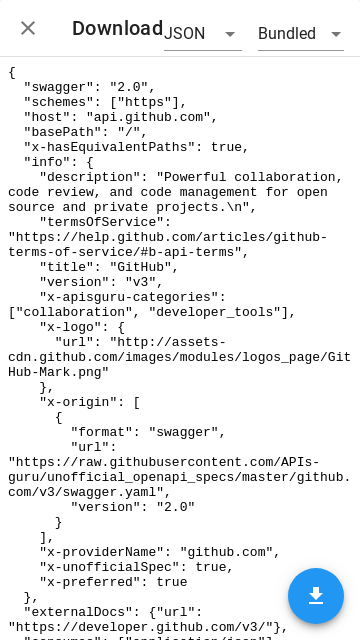 Download JSON Bundled
{
"swagger": "2.0",
"schemes": ["https"],
"host": "api.github.com",
"basePath": "/",
"x-hasEquivalentPaths": true,
"info": {
"description": "Powerful collaboration,
code review, and code management for open
source and private projects.\n",
"termsOfService":
"https://help.github.com/articles/github-
terms-of-service/#b-api-terms",
"title": "GitHub",
"version": "v3",
"x-apisguru-categories":
["collaboration", "developer_tools"],
"x-logo": {
"url": "http://assets-
cdn.github.com/images/modules/logos_page/Git
Hub-Mark.png"
},
"x-origin": [
{
"format": "swagger",
"url":
"https://raw.githubusercontent.com/APIs-
guru/unofficial_openapi_specs/master/github.
com/v3/swagger.yaml",
"version": "2.0"
}
],
"x-providerName": "github.com",
"x-unofficialSpec": true,
"x-preferred": true
},
"externalDocs": {"url":
"https://developer.github.com/v3/"},
"consumes": ["application/json"],